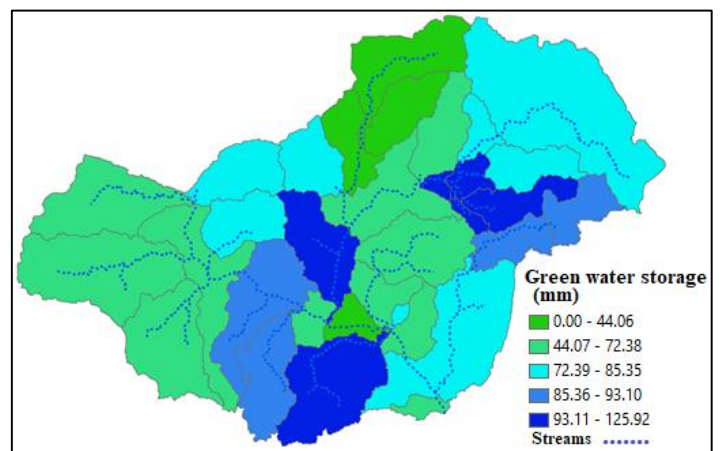 Green water storage
(mm)
0.00 - 44.06
44.07 - 72.38
72.39 - 85.35
85.36 - 93.10
93.11 - 125.92
Streams